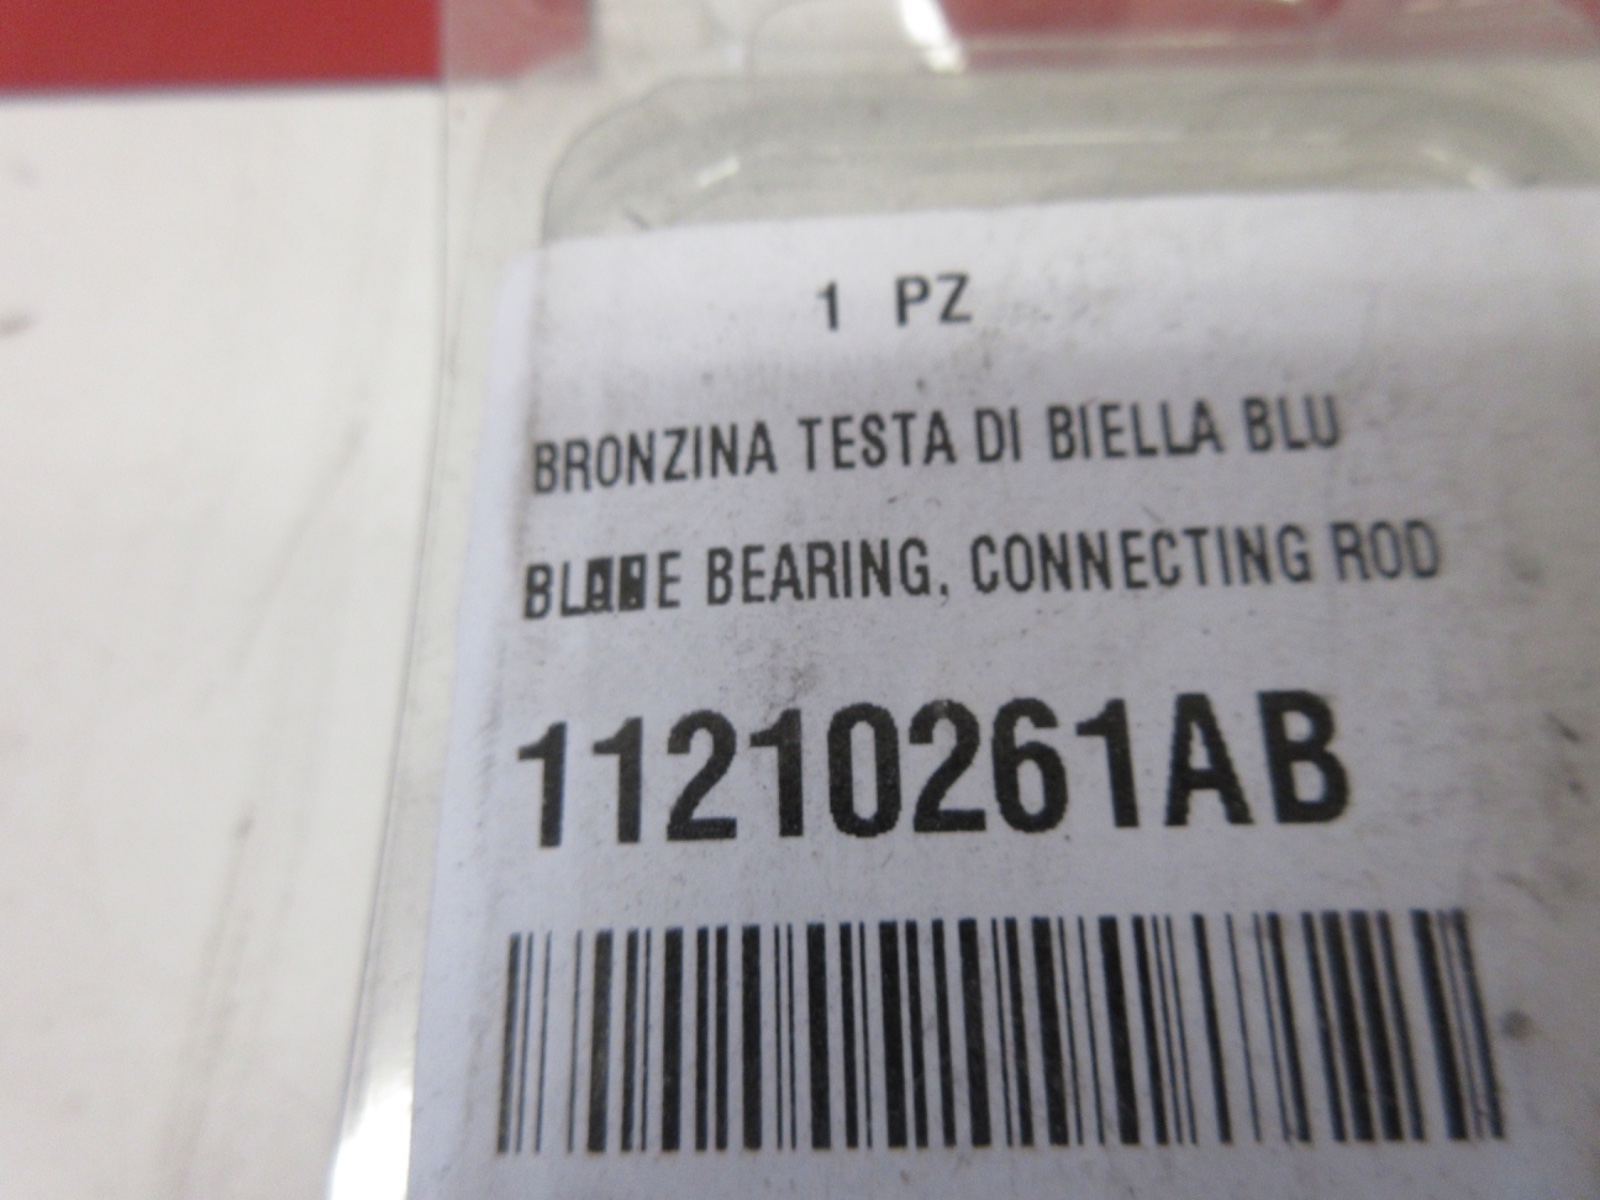 1 PZ
BRONZINA TESTA DI BIELLA BLU
BEARING, CONNECTING ROD
11210261AB